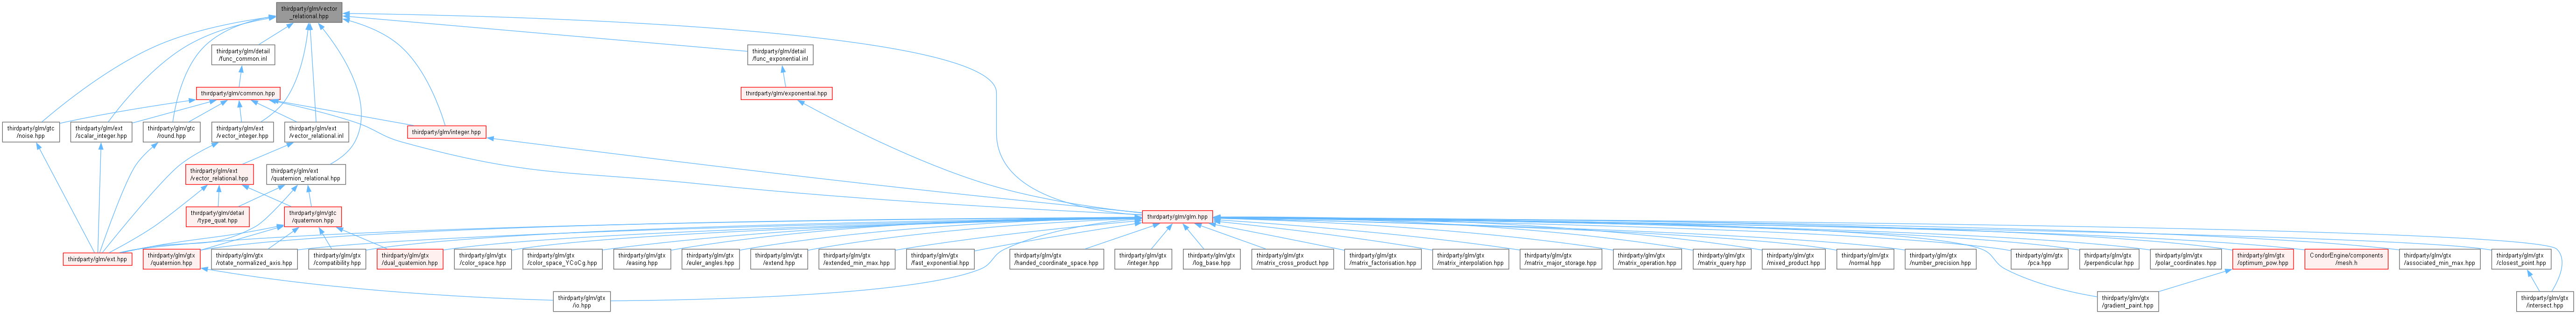 thirdparty/glm/vector
_relational.hpp
thirdparty/glm/detail
/func_common.inl
thirdparty/glm/detail
/func_exponential.inl
thirdparty/glm/common.hpp
thirdparty/glm/exponential.hpp
thirdparty/glm/gtc
/noise.hpp
thirdparty/glm/ext
/scalar_integer.hpp
thirdparty/glm/gtc
/round.hpp
thirdparty/glm/ext
/vector_integer.hpp
thirdparty/glm/ext
/vector_relational.inl
thirdparty/glm/integer.hpp
thirdparty/glm/ext
/vector_relational.hpp
thirdparty/glm/ext
/quaternion_relational.hpp
thirdparty/glm/detail
/type_quat.hpp
thirdparty/glm/gtc
/quaternion.hpp
thirdparty/glm/glm.hpp
thirdparty/glm/ext.hpp
thirdparty/glm/gtx
/quaternion.hpp
thirdparty/glm/gtx
/rotate_normalized_axis.hpp
thirdparty/glm/gtx
/compatibility.hpp
thirdparty/glm/gtx
/dual_quaternion.hpp
thirdparty/glm/gtx
/color_space.hpp
thirdparty/glm/gtx
/color_space_YCoCg.hpp
thirdparty/glm/gtx
/easing.hpp
thirdparty/glm/gtx
/euler_angles.hpp
thirdparty/glm/gtx
/extend.hpp
thirdparty/glm/gtx
/extended_min_max.hpp
thirdparty/glm/gtx
/fast_exponential.hpp
thirdparty/glm/gtx
/handed_coordinate_space.hpp
thirdparty/glm/gtx
/integer.hpp
thirdparty/glm/gtx
/log_base.hpp
thirdparty/glm/gtx
/matrix_cross_product.hpp
thirdparty/glm/gtx
/matrix_factorisation.hpp
thirdparty/glm/gtx
/matrix_interpolation.hpp
thirdparty/glm/gtx
/matrix_major_storage.hpp
thirdparty/glm/gtx
/matrix_operation.hpp
thirdparty/glm/gtx
/matrix_query.hpp
thirdparty/glm/gtx
/mixed_product.hpp
thirdparty/glm/gtx
/normal.hpp
thirdparty/glm/gtx
/number_precision.hpp
thirdparty/glm/gtx
/pca.hpp
thirdparty/glm/gtx
/perpendicular.hpp
thirdparty/glm/gtx
/polar_coordinates.hpp
thirdparty/glm/gtx
/optimum_pow.hpp
CondorEngine/components
/mesh.h
thirdparty/glm/gtx
/associated_min_max.hpp
thirdparty/glm/gtx
/closest_point.hpp
thirdparty/glm/gtx
/io.hpp
thirdparty/glm/gtx
/gradient_paint.hpp
thirdparty/glm/gtx
/intersect.hpp